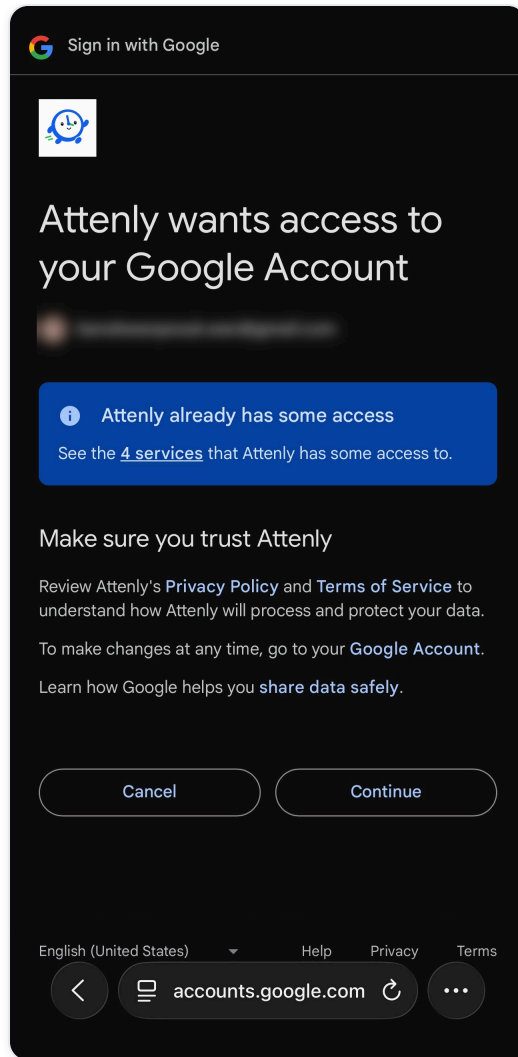 Sign in with Google
Attenly wants access to
your Google Account
Attenly already has some access
See the 4 services that Attenly has some access to.
Make sure you trust Attenly
Review Attenly's Privacy Policy and Terms of Service to
understand how Attenly will process and protect your data.
To make changes at any time, go to your Google Account.
Learn how Google helps you share data safely.
Cancel Continue
English (United States) Help Privacy Terms
accounts.google.com